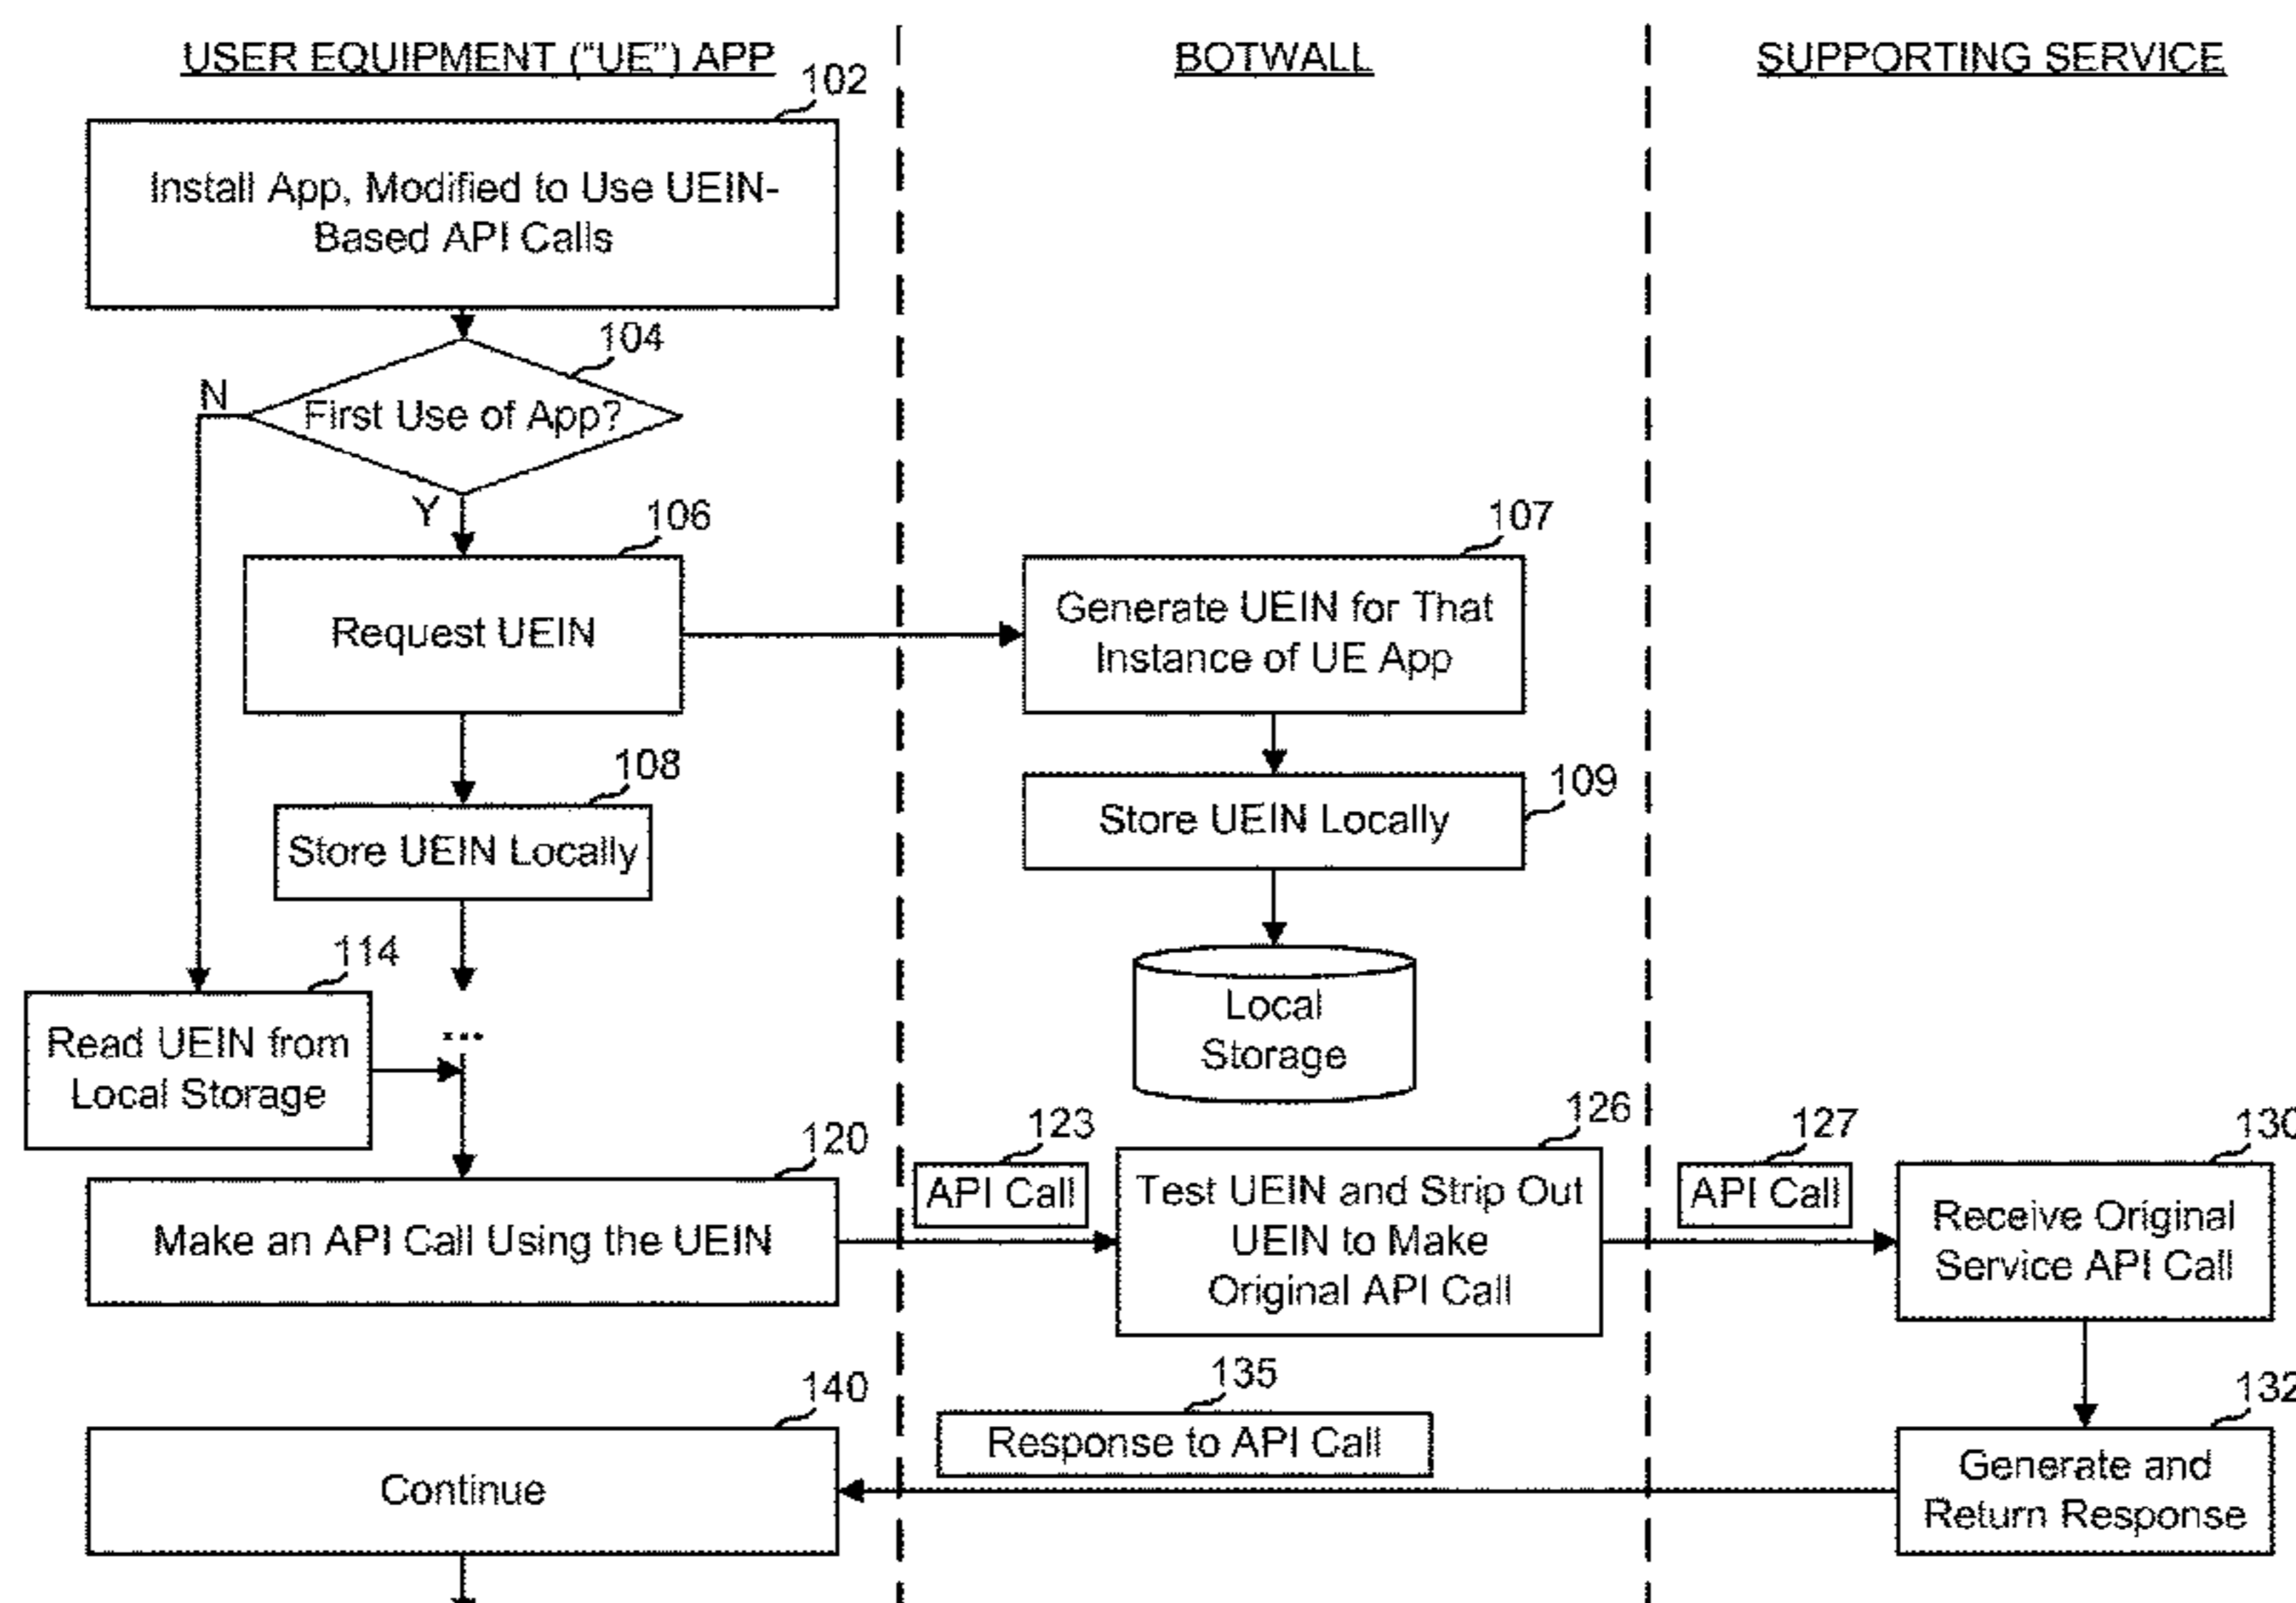 USER EQUIPMENT ("UE") APP
BOTWALL
SUPPORTING SERVICE
102
Install App, Modified to Use UEIN-
Based API Calls
104
N
First Use of App?
Y
106
107
Request UEIN
Generate UEIN for That
Instance of UE App
108
109
Store UEIN Locally
Store UEIN Locally
114
Read UEIN from
Local Storage
...
Local
Storage
120
123
126
127
130
Make an API Call Using the UEIN
API Call
Test UEIN and Strip Out
UEIN to Make
Original API Call
API Call
Receive Original
Service API Call
140
135
132
Continue
Response to API Call
Generate and
Return Response